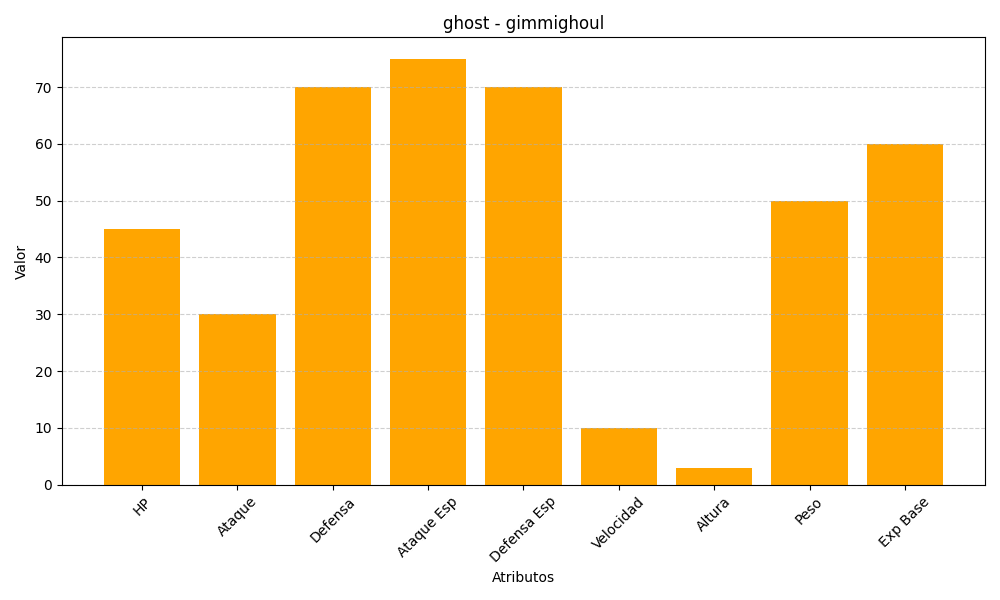 ghost - gimmighoul
Valor
70
60
50
40
30
20
10
0
HP
Ataque
Defensa
Ataque Esp
Defensa Esp
Velocidad
Altura
Peso
Exp Base
Atributos